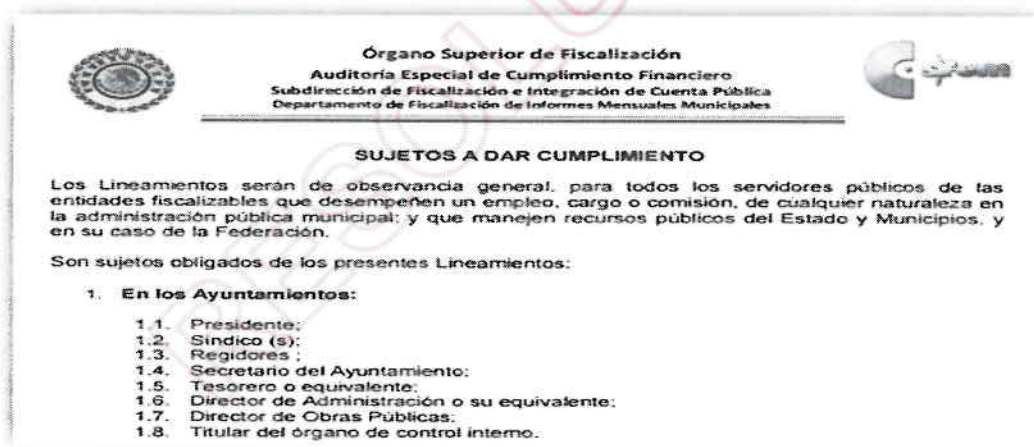 Órgano Superior de Fiscalización
Auditoría Especial de Cumplimiento Financiero
Subdirección de Fiscalización e Integración de Cuenta Pública
Departamento de Fiscalización de Informes Mensuales Municipales
SUJETOS A DAR CUMPLIMIENTO
Los Lineamientos serán de observancia general, para todos los servidores públicos de las
entidades fiscalizables que desempeñen un empleo, cargo o comisión, de cualquier naturaleza en
la administración pública municipal; y que manejen recursos públicos del Estado y Municipios, y
en su caso de la Federación.
Son sujetos obligados de los presentes Lineamientos:
1. En los Ayuntamientos:
1.1. Presidente;
1.2. Síndico (s);
1.3. Regidores ;
1.4. Secretario del Ayuntamiento;
1.5. Tesorero o equivalente;
1.6. Director de Administración o su equivalente;
1.7. Director de Obras Públicas;
1.8. Titular del órgano de control interno.